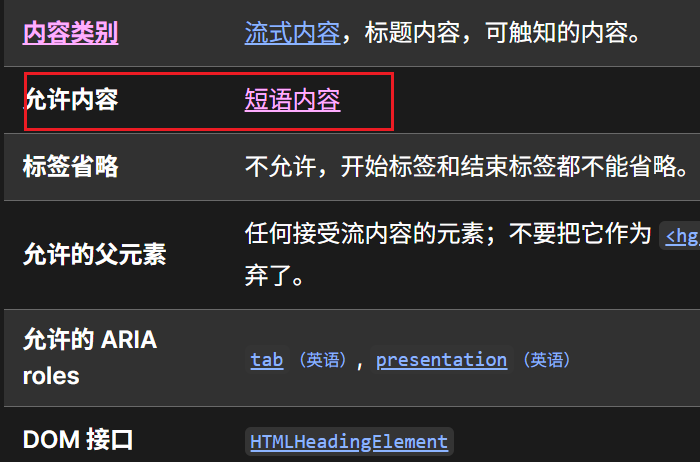 内容类别 流式内容，标题内容，可触知的内容。
允许内容 短语内容
标签省略 不允许，开始标签和结束标签都不能省略。
允许的父元素 任何接受流内容的元素；不要把它作为 <hg
弃了。
允许的 ARIA roles tab（英语）, presentation（英语）
DOM 接口 HTMLHeadingElement